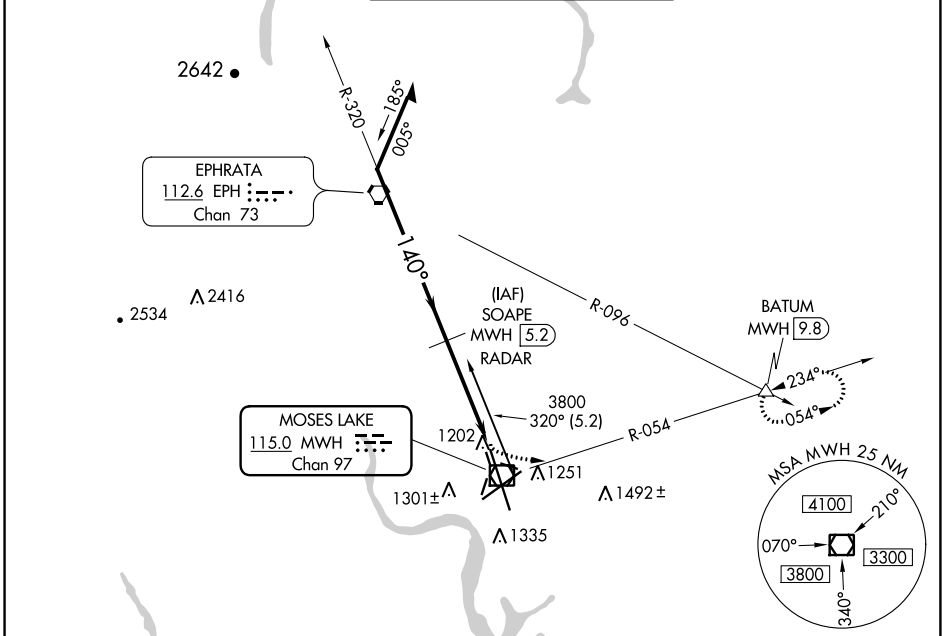 2642
R-320
185°
005°
EPHRATA
112.6 EPH
Chan 73
140°
2416
2534
(IAF)
SOAPE
MWH 5.2
RADAR
R-096
BATUM
MWH 9.8
234°
054°
3800
320° (5.2)
R-054
MOSES LAKE
115.0 MWH
Chan 97
1202
1251
1301±
1492±
1335
MSA MWH 25 NM
4100
210°
070°
3300
3800
340°